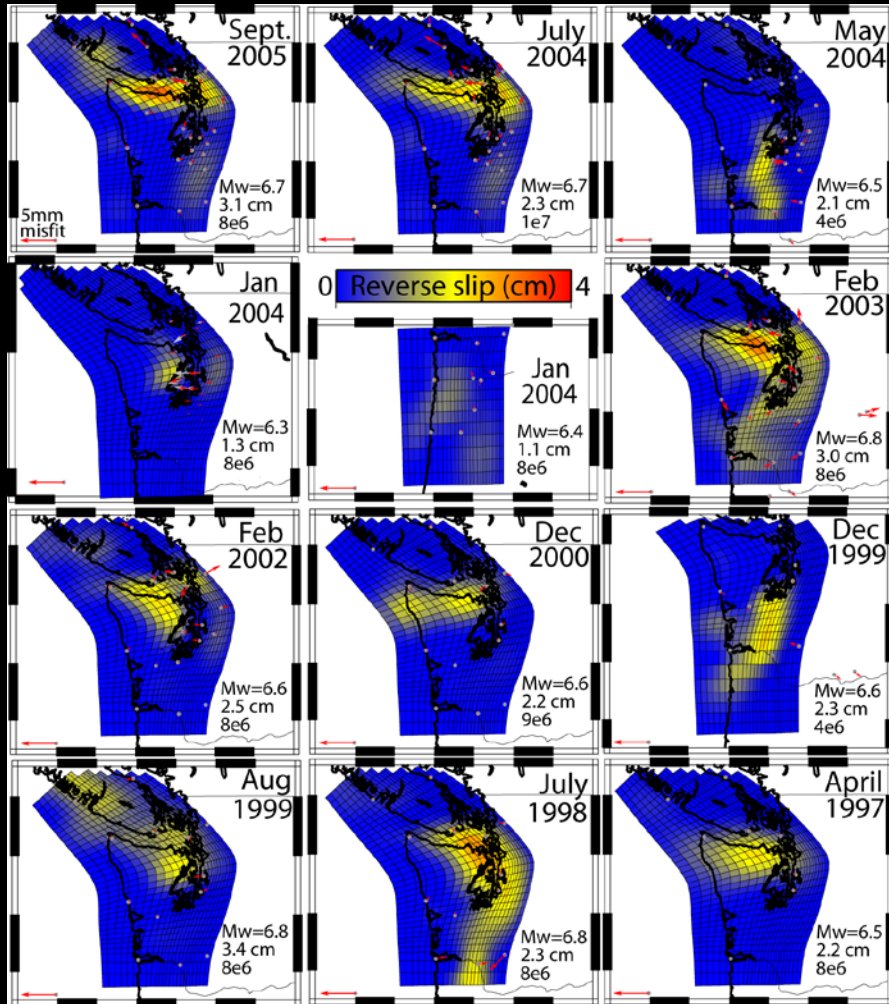 Sept.
2005
Mw=6.7
3.1 cm
8e6
5mm
misfit
July
2004
Mw=6.7
2.3 cm
1e7
May
2004
Mw=6.5
2.1 cm
4e6
Jan
2004
Mw=6.3
1.3 cm
8e6
0 Reverse slip (cm) 4
Jan
2004
Mw=6.4
1.1 cm
8e6
Feb
2003
Mw=6.8
3.0 cm
8e6
Feb
2002
Mw=6.6
2.5 cm
8e6
Dec
2000
Mw=6.6
2.2 cm
9e6
Dec
1999
Mw=6.6
2.3 cm
4e6
Aug
1999
Mw=6.8
3.4 cm
8e6
July
1998
Mw=6.8
2.3 cm
8e6
April
1997
Mw=6.5
2.2 cm
8e6